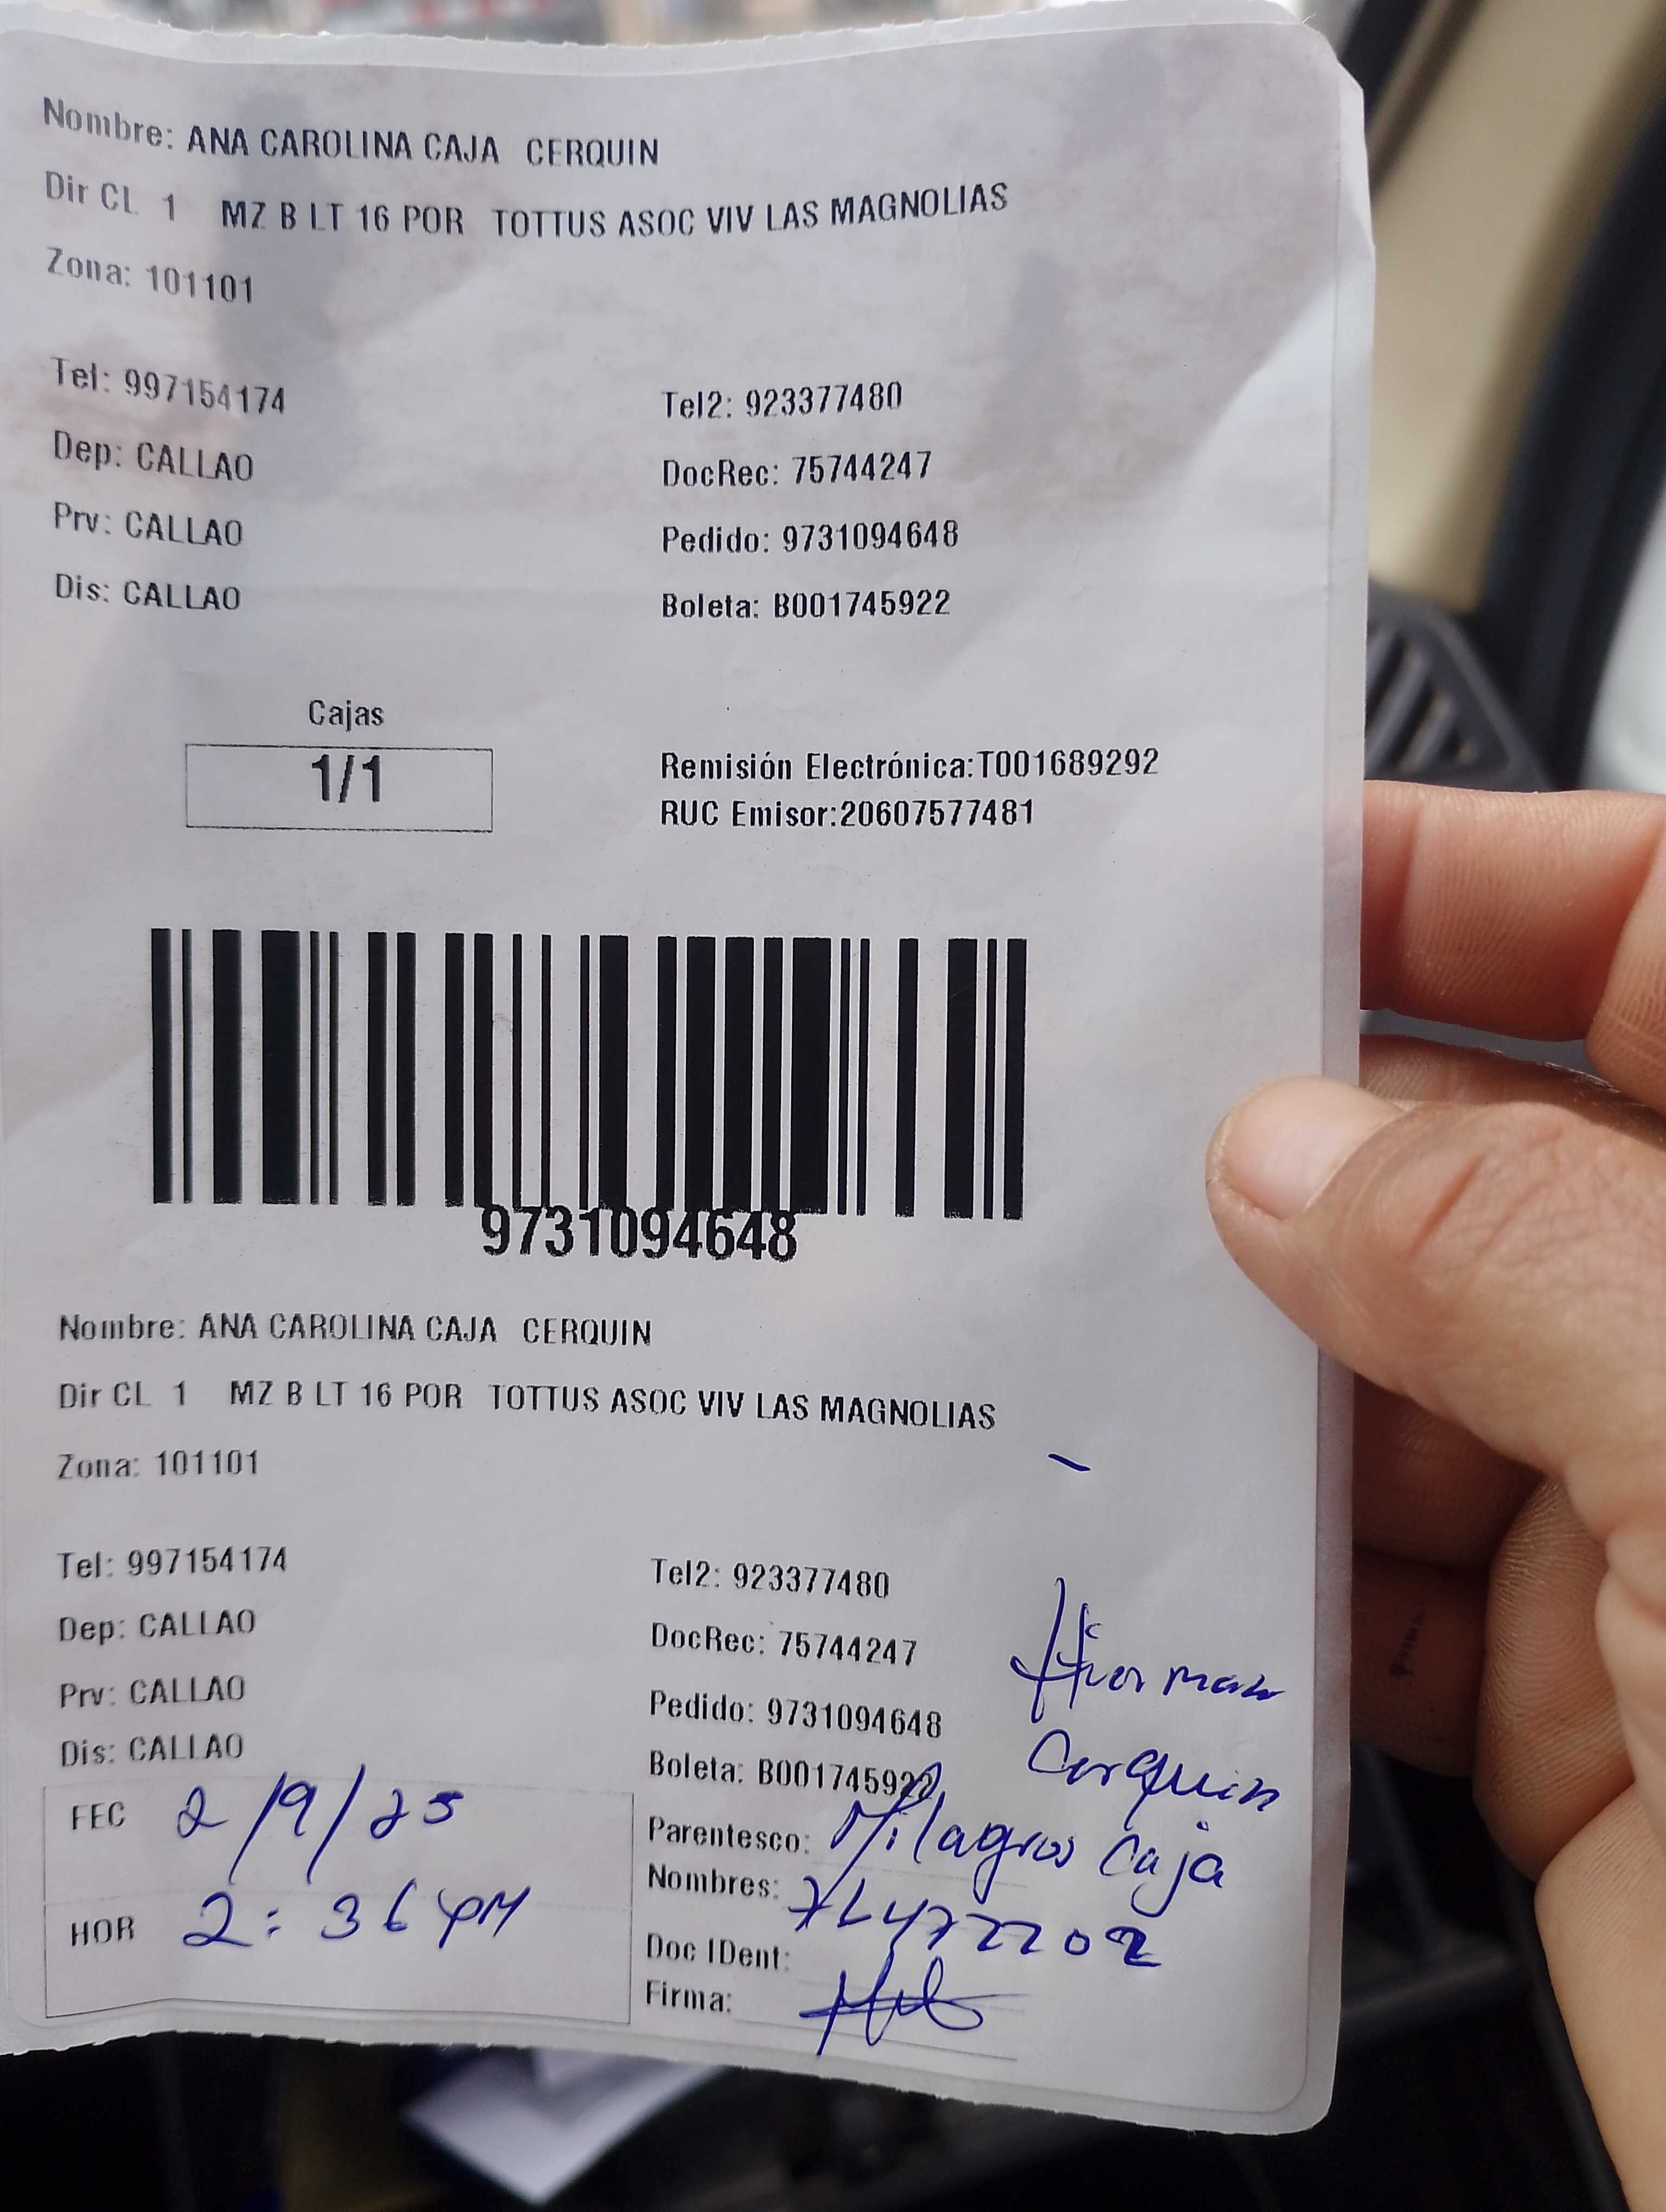 Nombre: ANA CAROLINA CAJA CERQUIN
Dir CL 1 MZ B LT 16 POR TOTTUS ASOC VIV LAS MAGNOLIAS
Zona: 101101
Tel: 997154174 Tel2: 923377480
Dep: CALLAO DocRec: 75744247
Prv: CALLAO Pedido: 9731094648
Dis: CALLAO Boleta: B001745922
Cajas
1/1
Remisión Electrónica:T001689292
RUC Emisor:20607577481
9731094648
Nombre: ANA CAROLINA CAJA CERQUIN
Dir CL 1 MZ B LT 16 POR TOTTUS ASOC VIV LAS MAGNOLIAS
Zona: 101101
Tel: 997154174 Tel2: 923377480
Dep: CALLAO DocRec: 75744247
Prv: CALLAO Pedido: 9731094648
Dis: CALLAO Boleta: B001745922
Cerquin
FEC 2/9/25
HOR 2:36 PM
Parentesco: Milagros Caja
Nombres:
Doc IDent:
Firma: